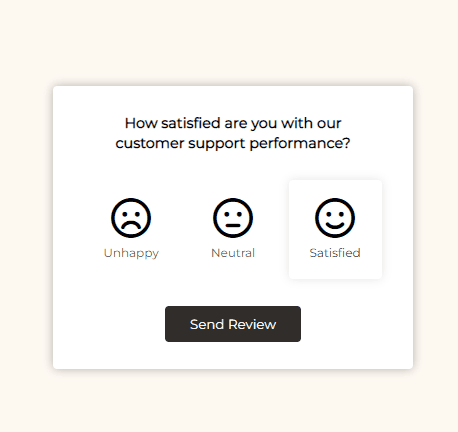 How satisfied are you with our
customer support performance?
Unhappy
Neutral
Satisfied
Send Review